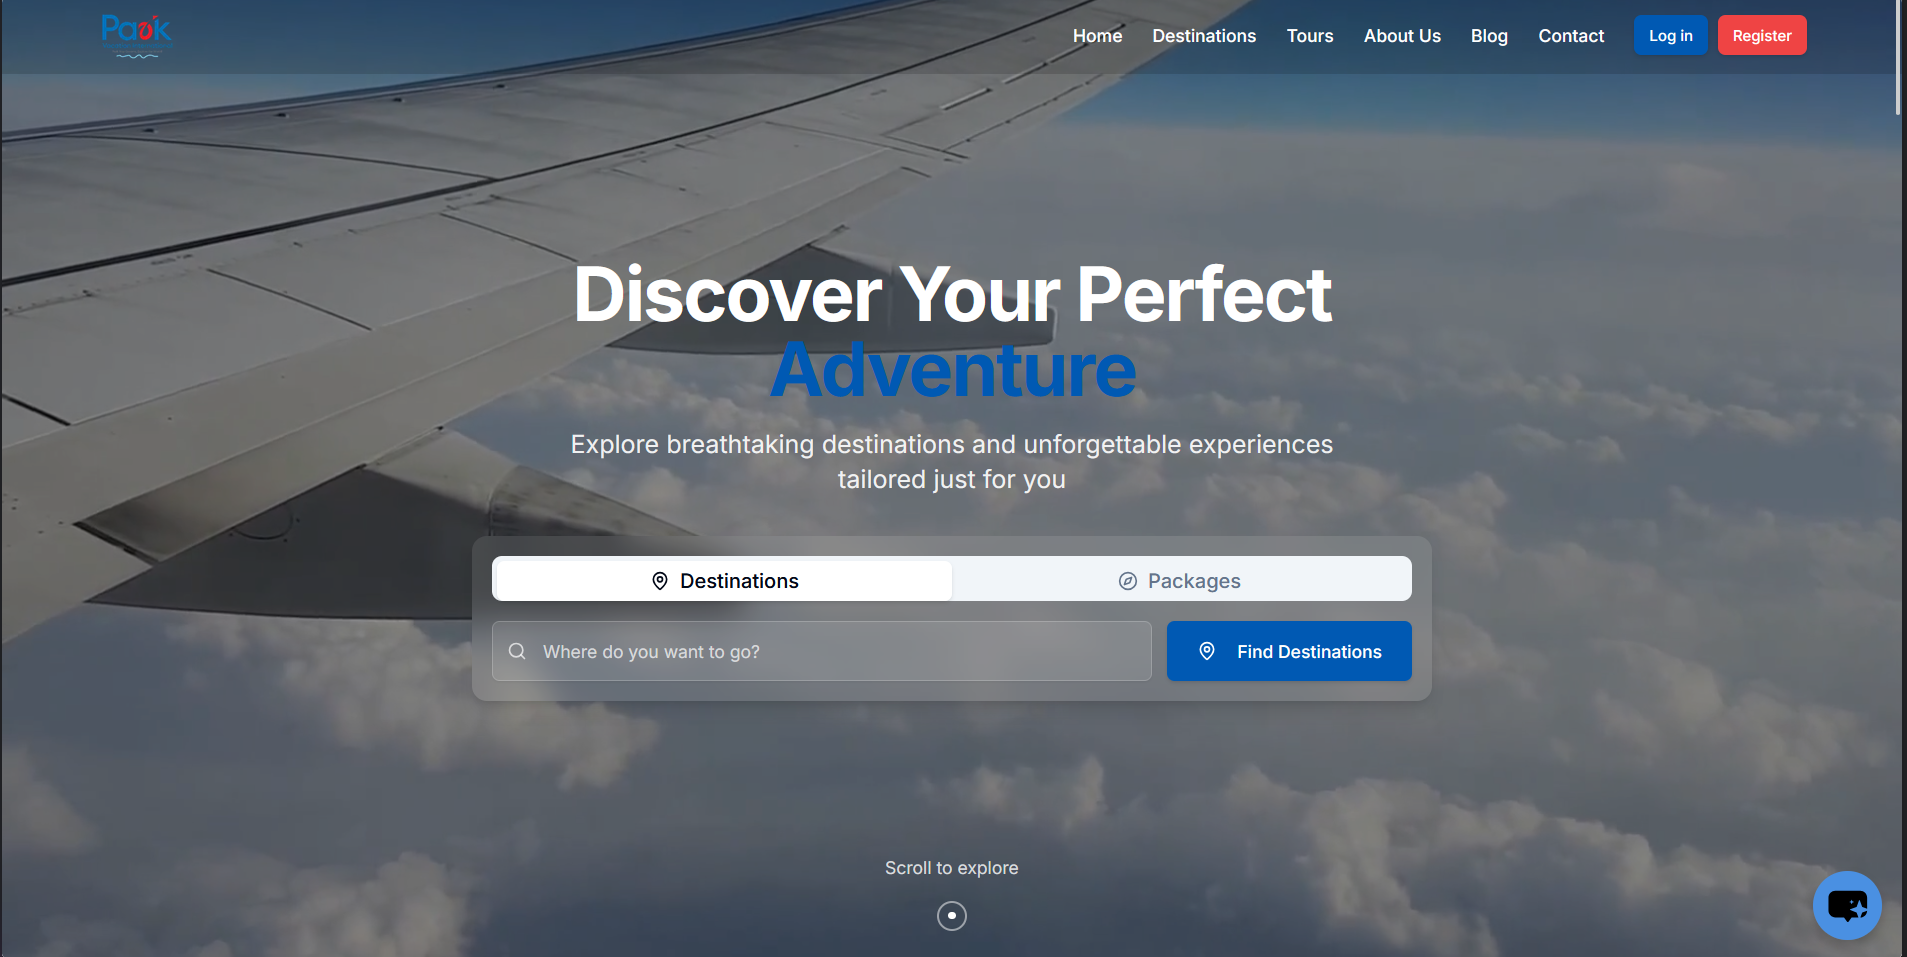 Home Destinations Tours About Us Blog Contact Log in Register
Discover Your Perfect
Adventure
Explore breathtaking destinations and unforgettable experiences
tailored just for you
Destinations Packages
Where do you want to go? Find Destinations
Scroll to explore